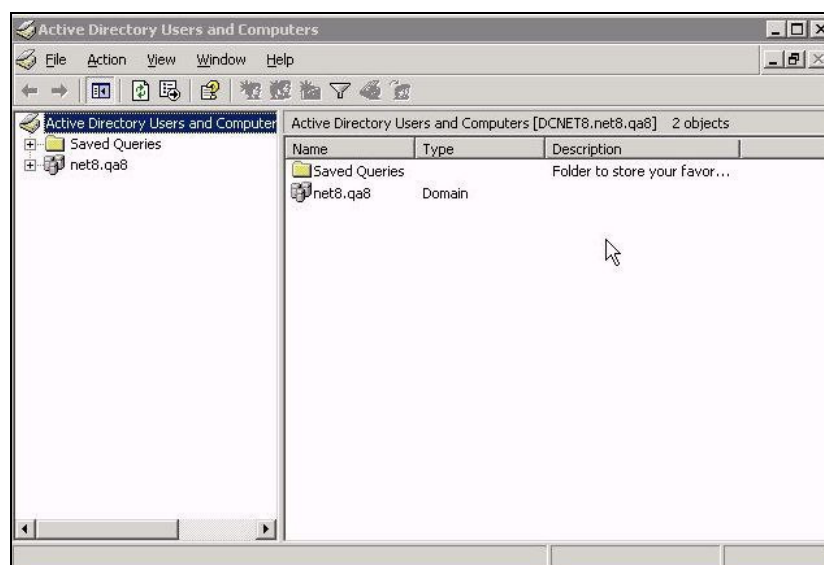 Active Directory Users and Computers
File Action View Window Help
Active Directory Users and Computer
Saved Queries
net8.qa8
Active Directory Users and Computers [DCNET8.net8.qa8] 2 objects
Name Type Description
Saved Queries Folder to store your favor...
net8.qa8 Domain